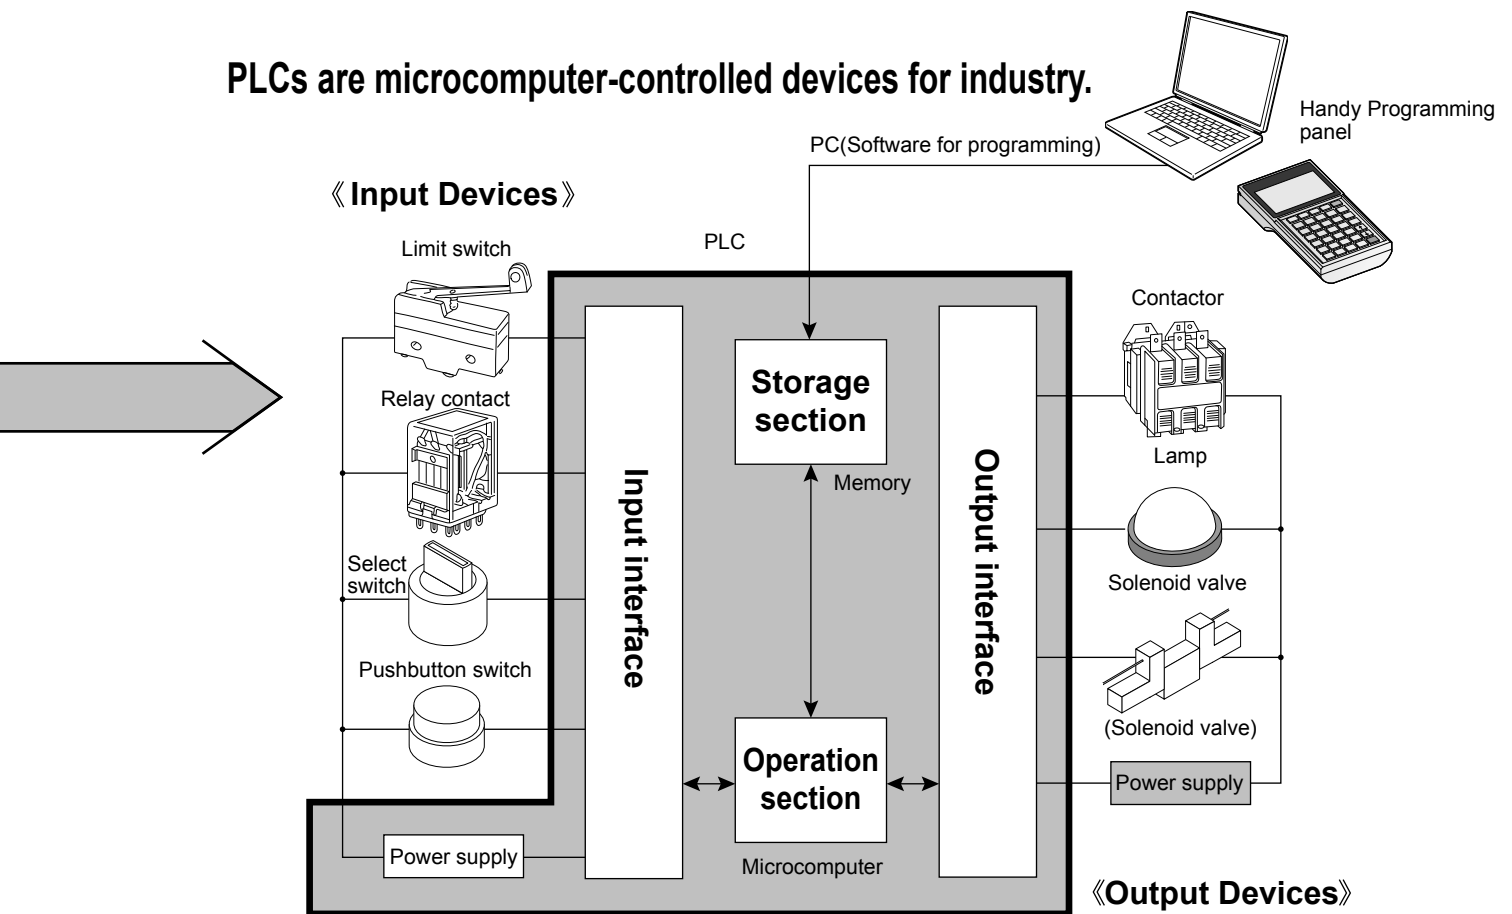 PLCs are microcomputer-controlled devices for industry.
Handy Programming
panel
PC(Software for programming)
《Input Devices》
PLC
Limit switch
Relay contact
Select
switch
Pushbutton switch
Power supply
Input interface
Storage
section
Memory
Operation
section
Microcomputer
Output interface
Contactor
Lamp
Solenoid valve
(Solenoid valve)
Power supply
《Output Devices》